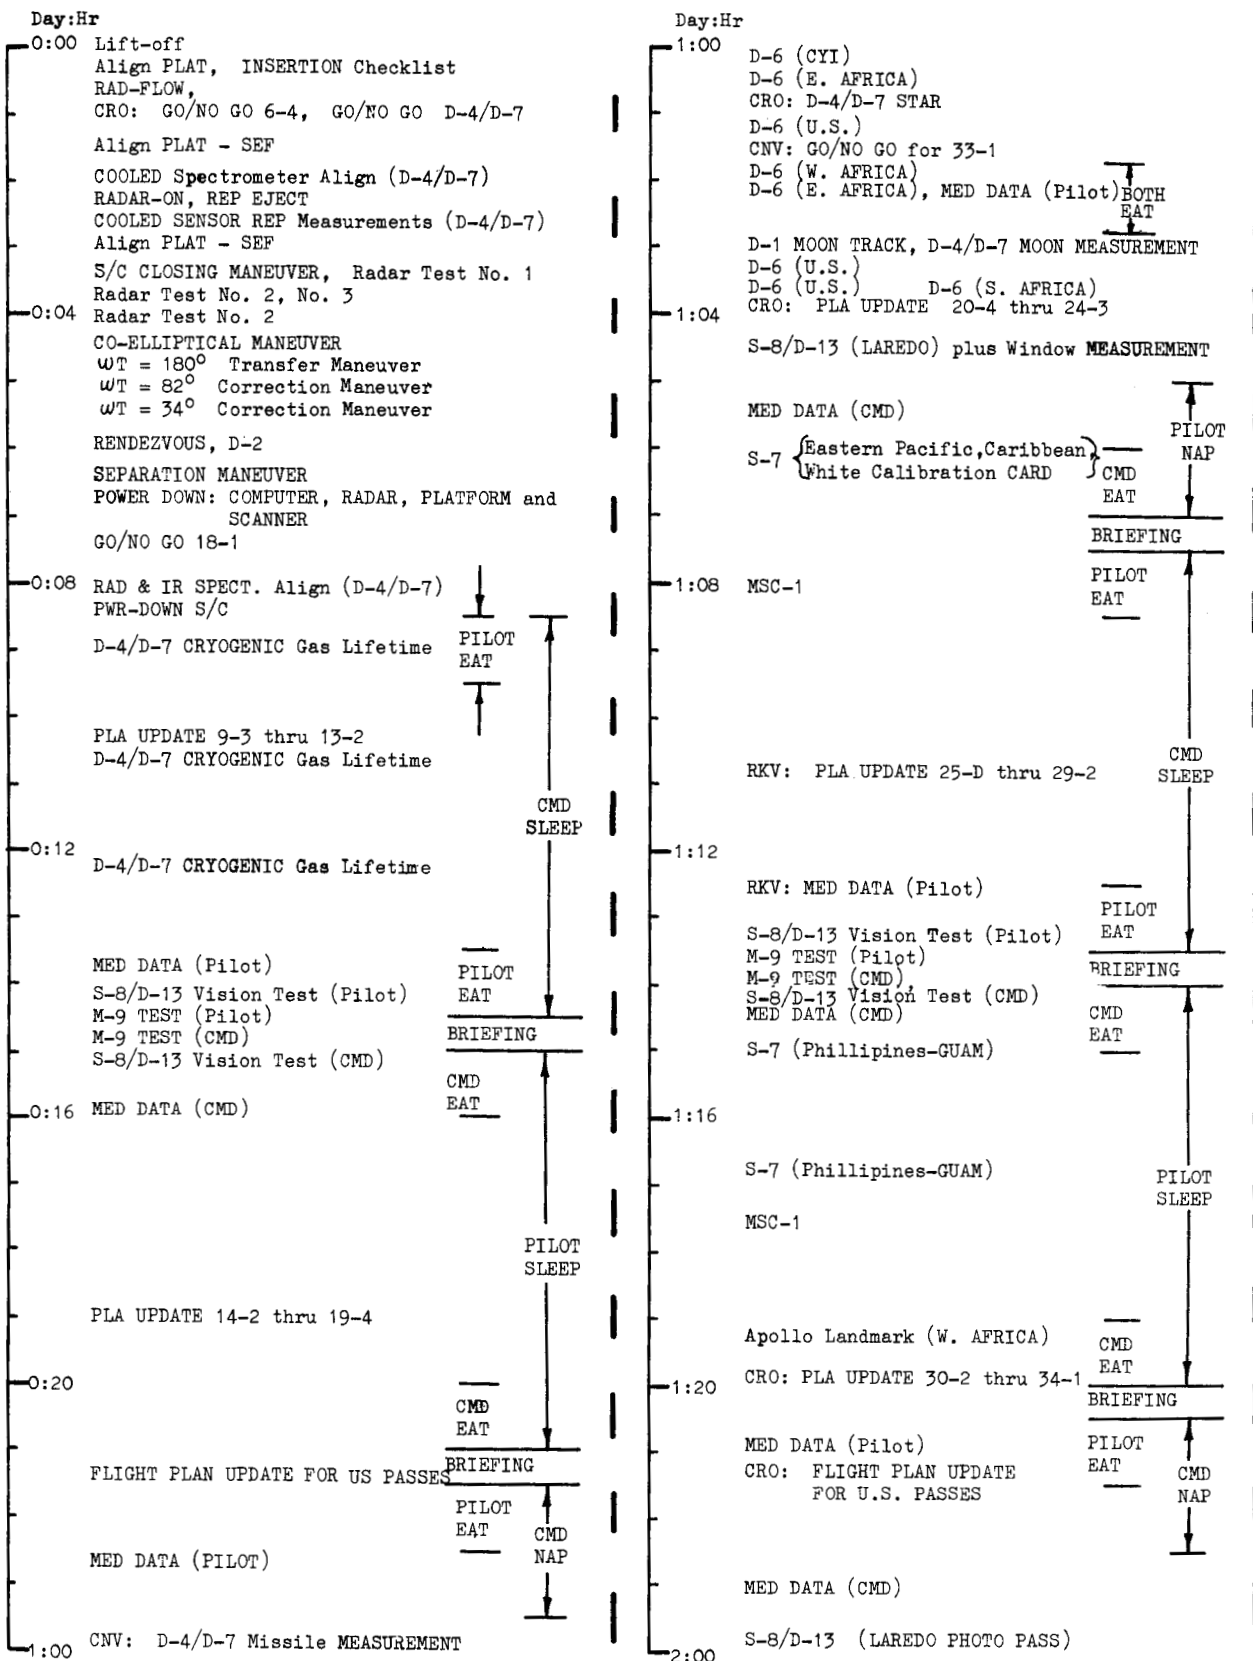 Day:Hr
0:00 Lift-off
Align PLAT, INSERTION Checklist
RAD-FLOW,
CRO: GO/NO GO 6-4, GO/NO GO D-4/D-7
Align PLAT - SEF
COOLED Spectrometer Align (D-4/D-7)
RADAR-ON, REP EJECT
COOLED SENSOR REP Measurements (D-4/D-7)
Align PLAT - SEF
S/C CLOSING MANEUVER, Radar Test No. 1
Radar Test No. 2, No. 3
0:04 Radar Test No. 2
CO-ELLIPTICAL MANEUVER
ωT = 180° Transfer Maneuver
ωT = 82° Correction Maneuver
ωT = 34° Correction Maneuver
RENDEZVOUS, D-2
SEPARATION MANEUVER
POWER DOWN: COMPUTER, RADAR, PLATFORM and
SCANNER
GO/NO GO 18-1
0:08 RAD & IR SPECT. Align (D-4/D-7)
PWR-DOWN S/C
PILOT
D-4/D-7 CRYOGENIC Gas Lifetime
EAT
PLA UPDATE 9-3 thru 13-2
D-4/D-7 CRYOGENIC Gas Lifetime
CMD
SLEEP
0:12
D-4/D-7 CRYOGENIC Gas Lifetime
MED DATA (Pilot)
PILOT
EAT
S-8/D-13 Vision Test (Pilot)
M-9 TEST (Pilot)
M-9 TEST (CMD)
BRIEFING
S-8/D-13 Vision Test (CMD)
CMD
EAT
0:16 MED DATA (CMD)
PILOT
SLEEP
PLA UPDATE 14-2 thru 19-4
0:20
CMD
EAT
FLIGHT PLAN UPDATE FOR US PASSES
BRIEFING
PILOT
EAT
CMD
NAP
MED DATA (PILOT)
CNV: D-4/D-7 Missile MEASUREMENT
1:00
Day:Hr
1:00
D-6 (CYI)
D-6 (E. AFRICA)
CRO: D-4/D-7 STAR
D-6 (U.S.)
CNV: GO/NO GO for 33-1
D-6 (W. AFRICA)
D-6 (E. AFRICA), MED DATA (Pilot)
BOTH
EAT
D-1 MOON TRACK, D-4/D-7 MOON MEASUREMENT
D-6 (U.S.)
D-6 (U.S.) D-6 (S. AFRICA)
1:04 CRO: PLA UPDATE 20-4 thru 24-3
S-8/D-13 (LAREDO) plus Window MEASUREMENT
MED DATA (CMD)
PILOT
NAP
S-7 {Eastern Pacific,Caribbean
White Calibration CARD}
CMD
EAT
BRIEFING
PILOT
EAT
1:08 MSC-1
CMD
SLEEP
RKV: PLA UPDATE 25-D thru 29-2
1:12
RKV: MED DATA (Pilot)
PILOT
EAT
S-8/D-13 Vision Test (Pilot)
M-9 TEST (Pilot)
BRIEFING
M-9 TEST (CMD),
S-8/D-13 Vision Test (CMD)
MED DATA (CMD)
CMD
EAT
S-7 (Phillipines-GUAM)
1:16
S-7 (Phillipines-GUAM)
PILOT
SLEEP
MSC-1
Apollo Landmark (W. AFRICA)
CMD
EAT
CRO: PLA UPDATE 30-2 thru 34-1
1:20
BRIEFING
MED DATA (Pilot)
PILOT
EAT
CRO: FLIGHT PLAN UPDATE
FOR U.S. PASSES
CMD
NAP
MED DATA (CMD)
S-8/D-13 (LAREDO PHOTO PASS)
2:00